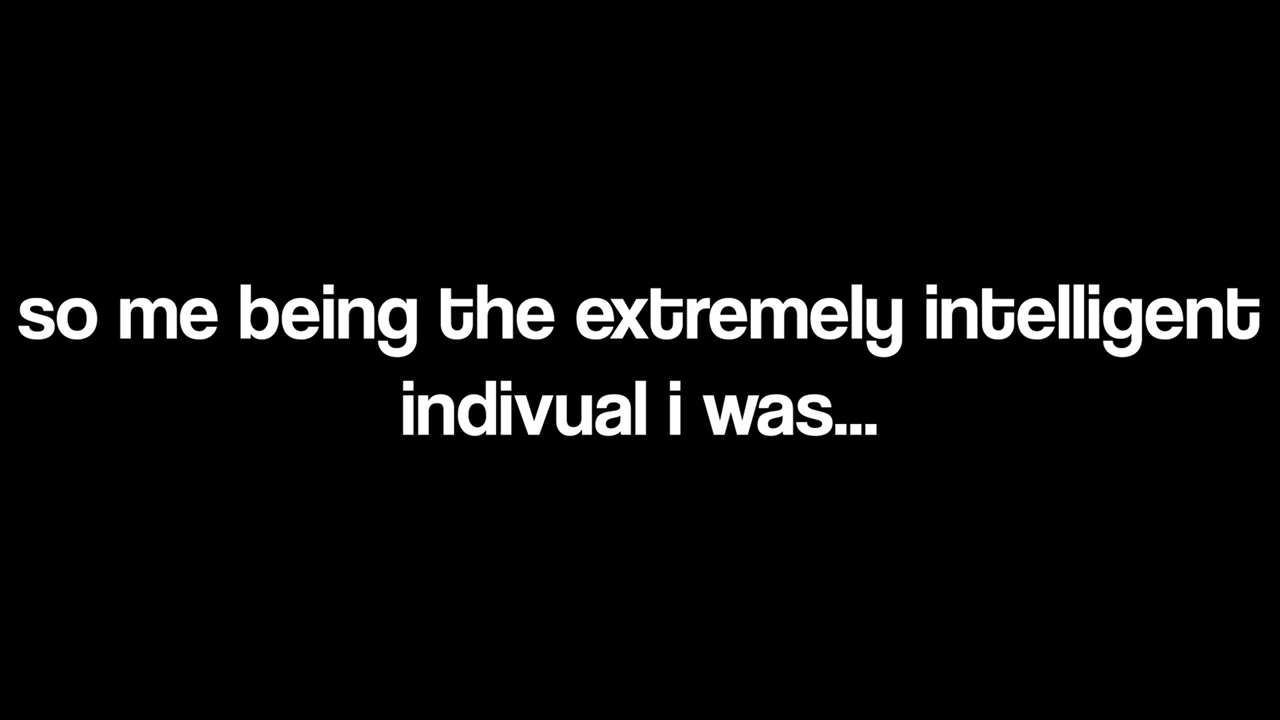 so me being the extremely intelligent
indivual i was...